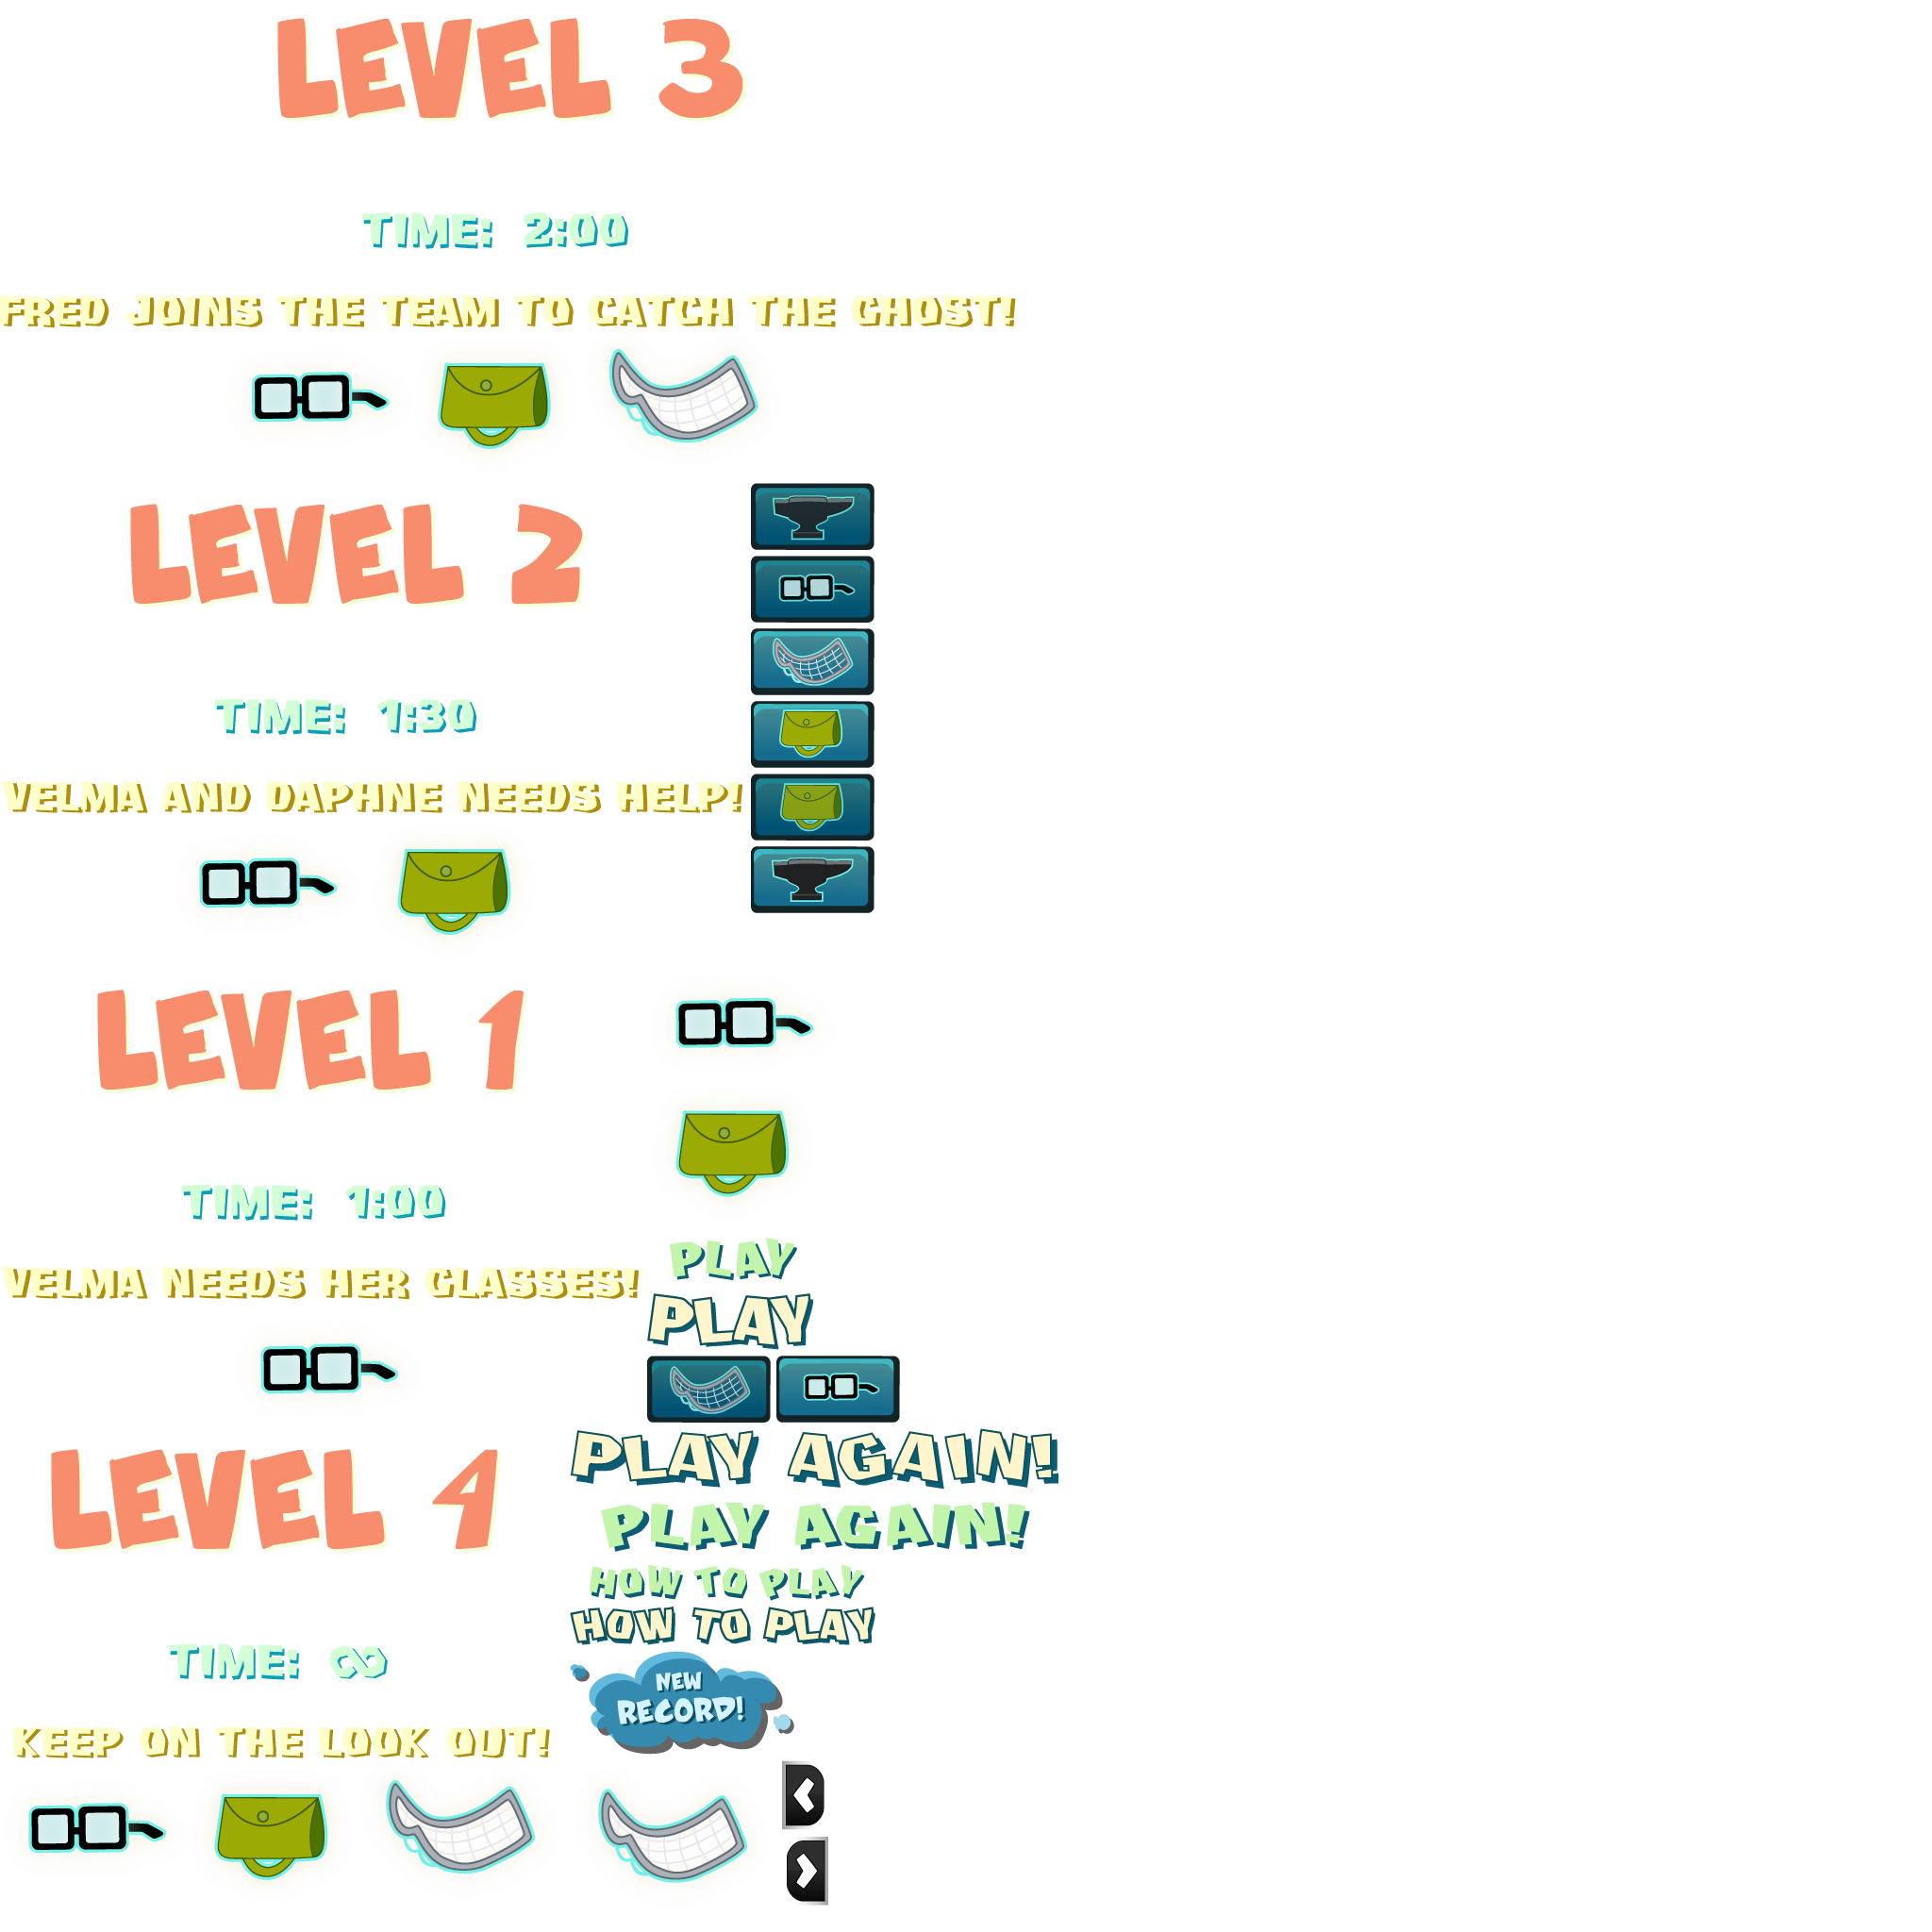 LEVEL 3
TIME: 2:00
FRED JOINS THE TEAM TO CATCH THE GHOST!
LEVEL 2
TIME: 1:30
VELMA AND DAPHNE NEEDS HELP!
LEVEL 1
TIME: 1:00
VELMA NEEDS HER GLASSES!
PLAY
PLAY
PLAY AGAIN!
PLAY AGAIN!
HOW TO PLAY
HOW TO PLAY
NEW
RECORD!
LEVEL 4
TIME: ∞
KEEP ON THE LOOK OUT!